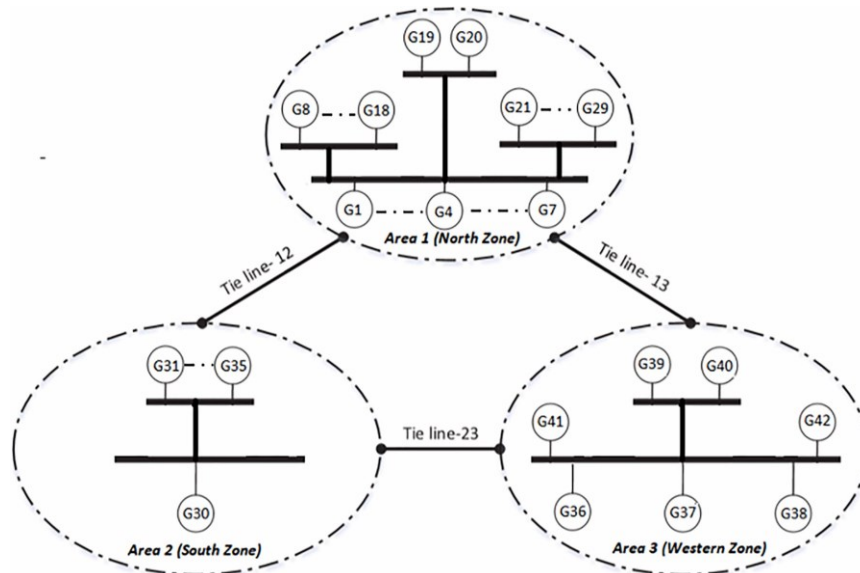 G19 G20
G8 G18 G21 G29
G1 G4 G7
Area 1 (North Zone)
Tie line- 12
Tie line- 13
G31 G35
G30
Area 2 (South Zone)
Tie line-23
G39 G40
G41 G42
G36 G37 G38
Area 3 (Western Zone)